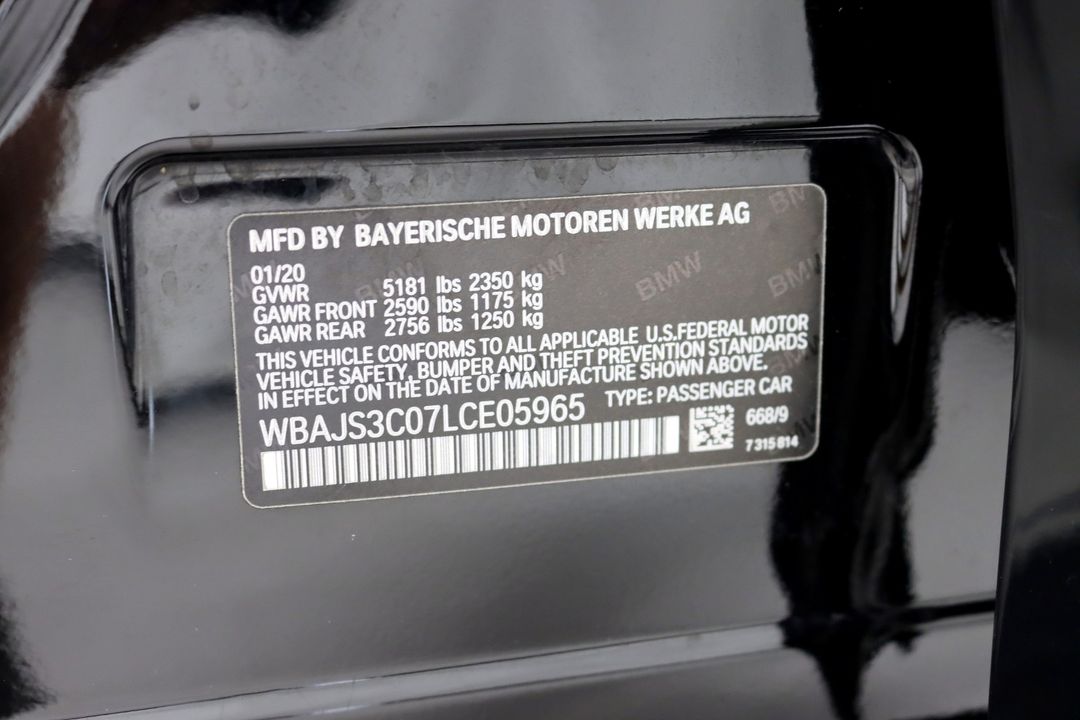 MFD BY BAYERISCHE MOTOREN WERKE AG
01/20
GVWR 5181 lbs 2350 kg
GAWR FRONT 2590 lbs 1175 kg
GAWR REAR 2756 lbs 1250 kg
THIS VEHICLE CONFORMS TO ALL APPLICABLE U.S.FEDERAL MOTOR
VEHICLE SAFETY, BUMPER AND THEFT PREVENTION STANDARDS
IN EFFECT ON THE DATE OF MANUFACTURE SHOWN ABOVE.
WBAJS3C07LCE05965 TYPE: PASSENGER CAR
668/9
7 315 814
BMW
BMW
BMW